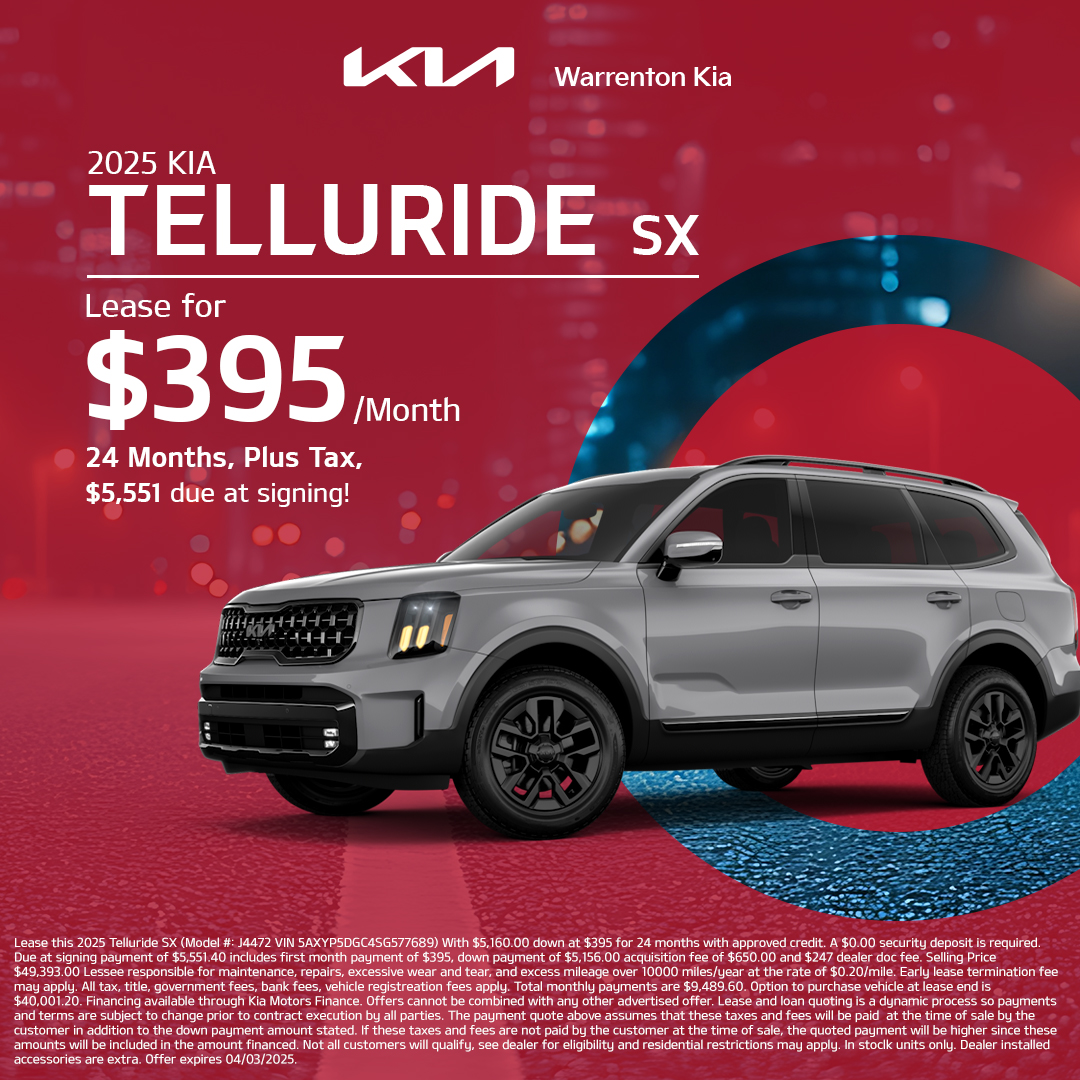 KIA Warrenton Kia
2025 KIA
TELLURIDE SX
Lease for
$395/Month
24 Months, Plus Tax,
$5,551 due at signing!
Lease this 2025 Telluride SX (Model #: J4472 VIN 5AXYP5DGC4SG577689) With $5,160.00 down at $395 for 24 months with approved credit. A $0.00 security deposit is required.
Due at signing payment of $5,551.40 includes first month payment of $395, down payment of $5,156.00 acquisition fee of $650.00 and $247 dealer doc fee. Selling Price
$49,393.00 Lessee responsible for maintenance, repairs, excessive wear and tear, and excess mileage over 10000 miles/year at the rate of $0.20/mile. Early lease termination fee
may apply. All tax, title, government fees, bank fees, vehicle registreation fees apply. Total monthly payments are $9,489.60. Option to purchase vehicle at lease end is
$40,001.20. Financing available through Kia Motors Finance. Offers cannot be combined with any other advertised offer. Lease and loan quoting is a dynamic process so payments
and terms are subject to change prior to contract execution by all parties. The payment quote above assumes that these taxes and fees will be paid at the time of sale by the
customer in addition to the down payment amount stated. If these taxes and fees are not paid by the customer at the time of sale, the quoted payment will be higher since these
amounts will be included in the amount financed. Not all customers will qualify, see dealer for eligibility and residential restrictions may apply. In stoclk units only. Dealer installed
accessories are extra. Offer expires 04/03/2025.